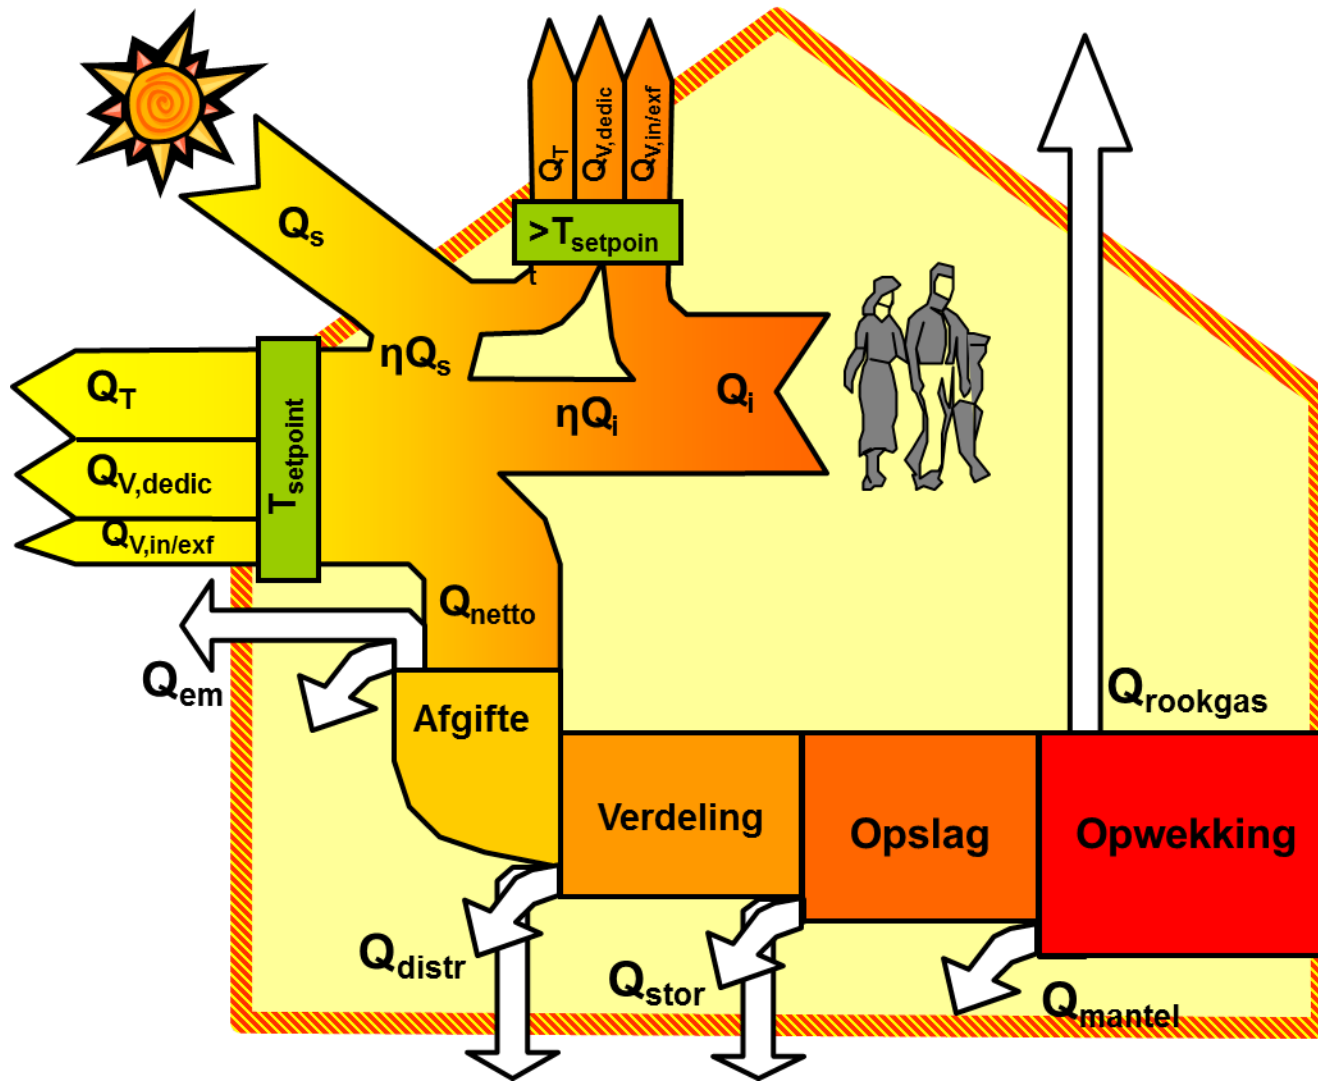 Q_T
Q_V,dedic
Q_V,in/exf
>T_setpoin
t
Q_s
ηQ_s
Q_T
Q_V,dedic
Q_V,in/exf
T_setpoint
ηQ_i
Q_i
Q_netto
Q_em
Q_rookgas
Afgifte
Verdeling
Opslag
Opwekking
Q_distr
Q_stor
Q_mantel